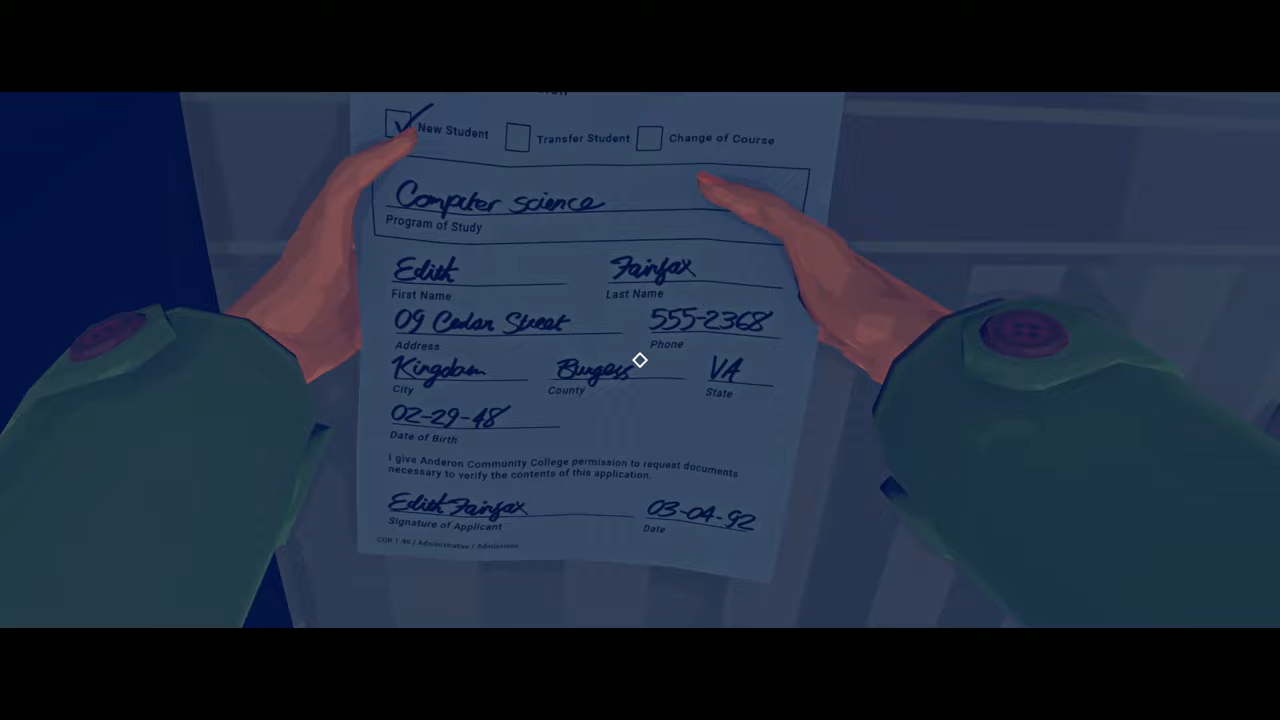 New Student Transfer Student Change of Course
Computer science
Program of Study
Edith Fairfax
First Name Last Name
09 Cedar Street 555-2368
Address Phone
Kingdom Burgess VA
City County State
02-29-48
Date of Birth
I give Anderon Community College permission to request documents
necessary to verify the contents of this application.
Edith Fairfax 03-04-92
Signature of Applicant Date
/ Administrative / Admissions